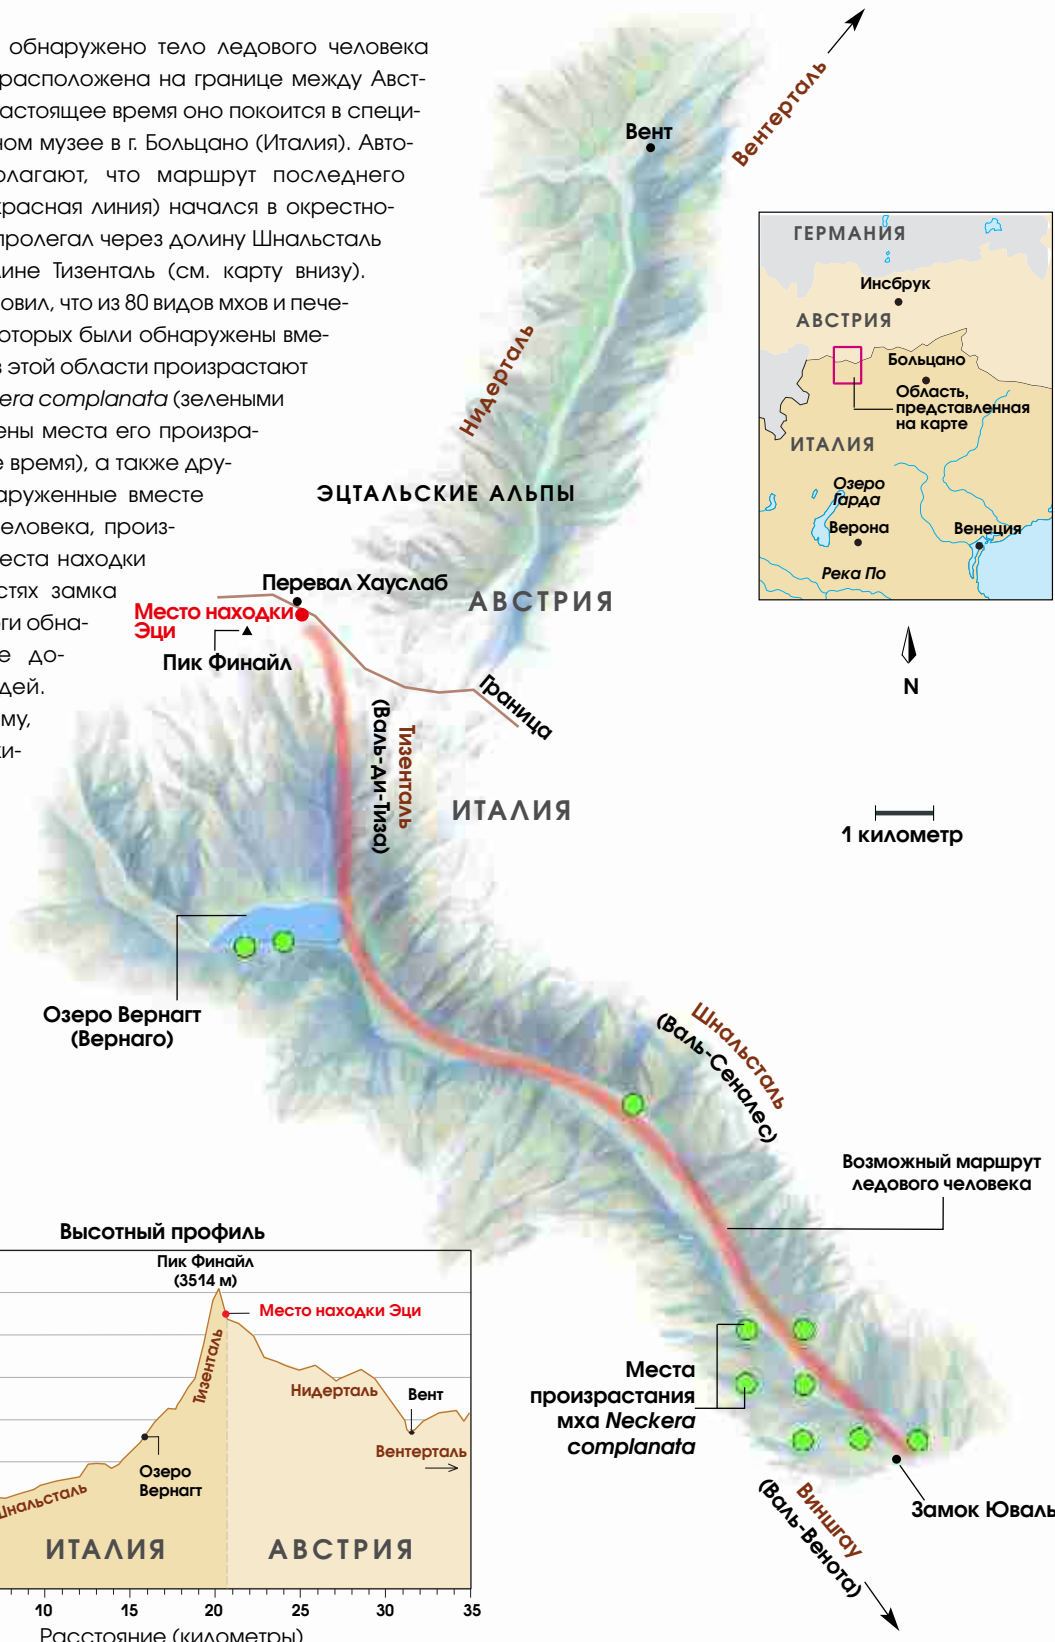 обнаружено тело ледового человека
расположена на границе между Авст-
астоящее время оно покоится в специ-
ном музее в г. Больцано (Италия). Авто-
олагают, что маршрут последнего
красная линия) начался в окрестно-
пролегал через долину Шнальсталь
лине Тизенталь (см. карту внизу).
овил, что из 80 видов мхов и пече-
оторых были обнаружены вме-
в этой области произрастают
era complanata (зелеными
ены места его произра-
е время), а также дру-
аруженные вместе
человека, произ-
еста находки
стях замка
оги обна-
е до-
дей.
му,
ки-
Вентерталь
Вент
Нидерталь
ЭЦТАЛЬСКИЕ АЛЬПЫ
ГЕРМАНИЯ
Инсбрук
АВСТРИЯ
Больцано
Область,
представленная
на карте
ИТАЛИЯ
Озеро
Гарда
Верона
Венеция
Река По
N
1 километр
Перевал Хауслаб
Место находки
Эци
Пик Финайл
АВСТРИЯ
Граница
Тизенталь
(Валь-ди-Тиза)
ИТАЛИЯ
Озеро Вернагт
(Вернаго)
Шнальсталь
(Валь-Сеналес)
Возможный маршрут
ледового человека
Места
произрастания
мха Neckera
complanata
Замок Юваль
Виншгау
(Валь-Венота)
Высотный профиль
Пик Финайл
(3514 м)
Место находки Эци
Тизенталь
Нидерталь
Вент
Вентерталь
Озеро
Вернагт
Шнальсталь
ИТАЛИЯ
АВСТРИЯ
10 15 20 25 30 35
Расстояние (километры)